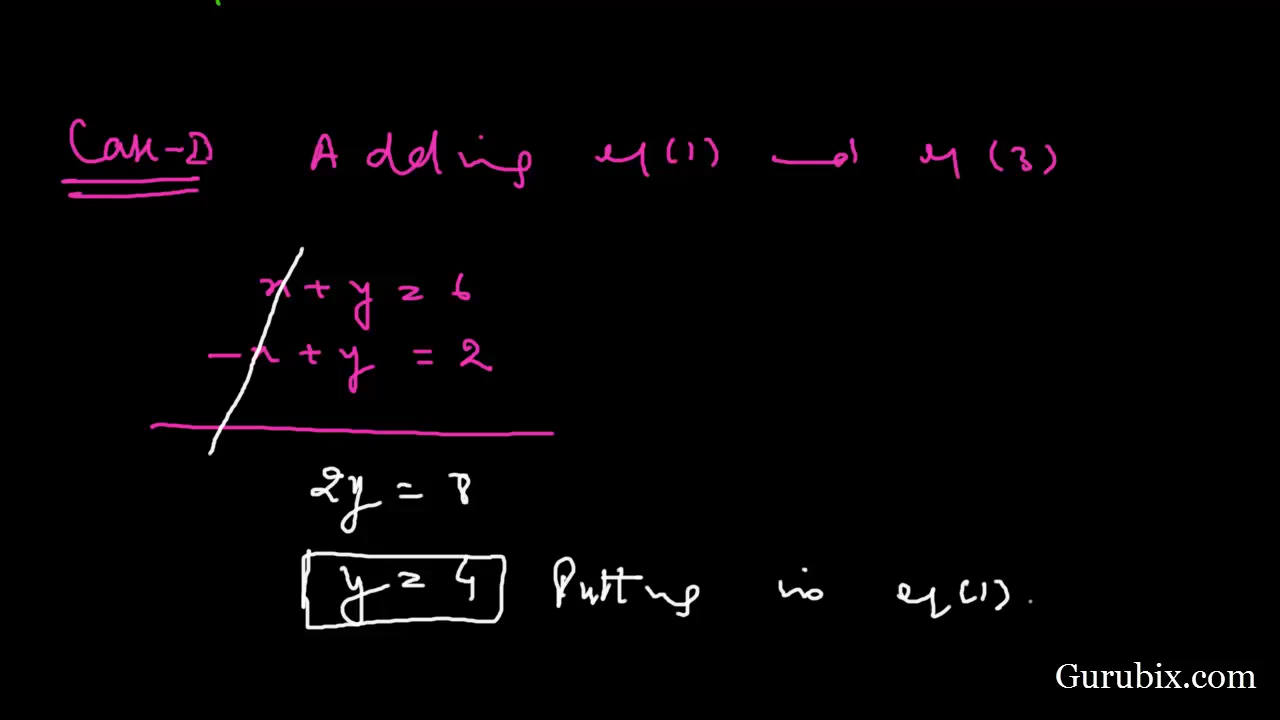 Case-II Adding eq(1) and eq(3)
x + y = 6
- x + y = 2
2y = 8
y = 4 Putting in eq(1).
Gurubix.com